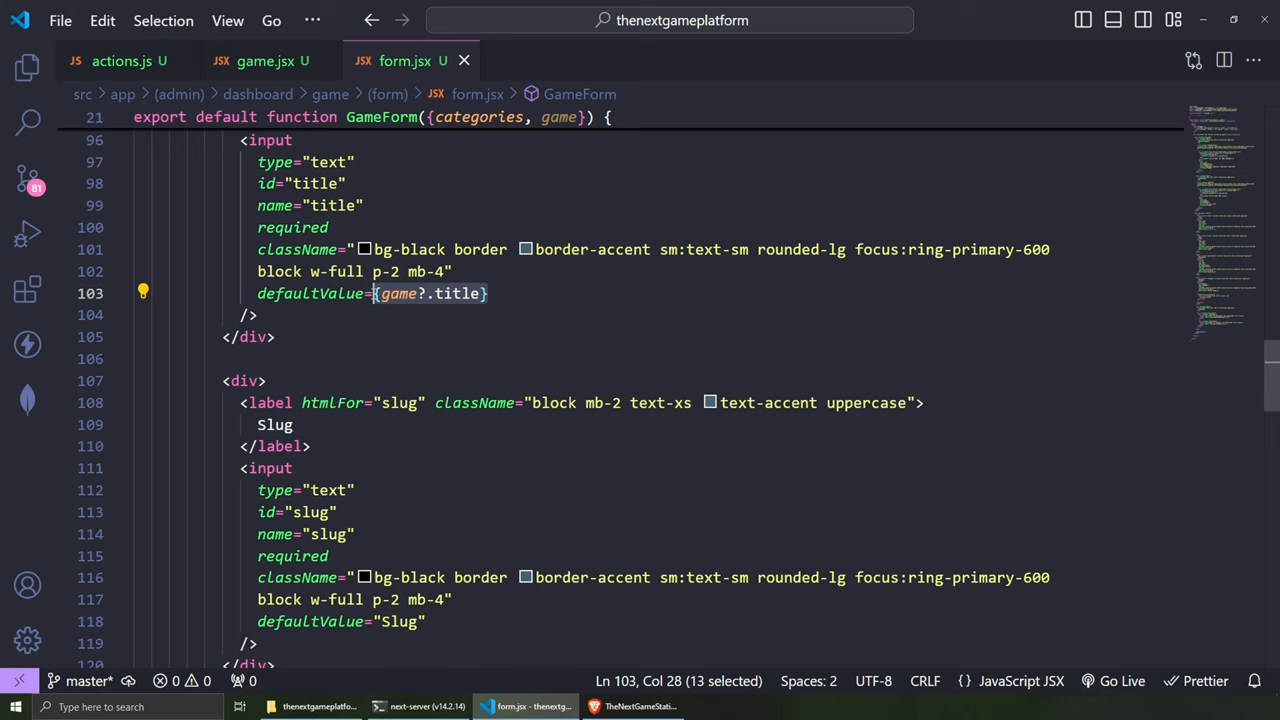 File Edit Selection View Go ··· thenextgameplatform
JS actions.js U JSX game.jsx U JSX form.jsx U
src > app > (admin) > dashboard > game > (form) > JSX form.jsx > GameForm
21 export default function GameForm({categories, game}) {
96 <input
97 type="text"
98 id="title"
99 name="title"
100 required
101 className="bg-black border border-accent sm:text-sm rounded-lg focus:ring-primary-600
102 block w-full p-2 mb-4"
103 defaultValue={game?.title}
104 />
105 </div>
106
107 <div>
108 <label htmlFor="slug" className="block mb-2 text-xs text-accent uppercase">
109 Slug
110 </label>
111 <input
112 type="text"
113 id="slug"
114 name="slug"
115 required
116 className="bg-black border border-accent sm:text-sm rounded-lg focus:ring-primary-600
117 block w-full p-2 mb-4"
118 defaultValue="Slug"
119 />
120 </div>
81
master* 0 0 0 Ln 103, Col 28 (13 selected) Spaces: 2 UTF-8 CRLF {} JavaScript JSX Go Live Prettier
Type here to search thenextgameplatfo... next-server (v14.2.14) form.jsx - thenextg... TheNextGameStati...